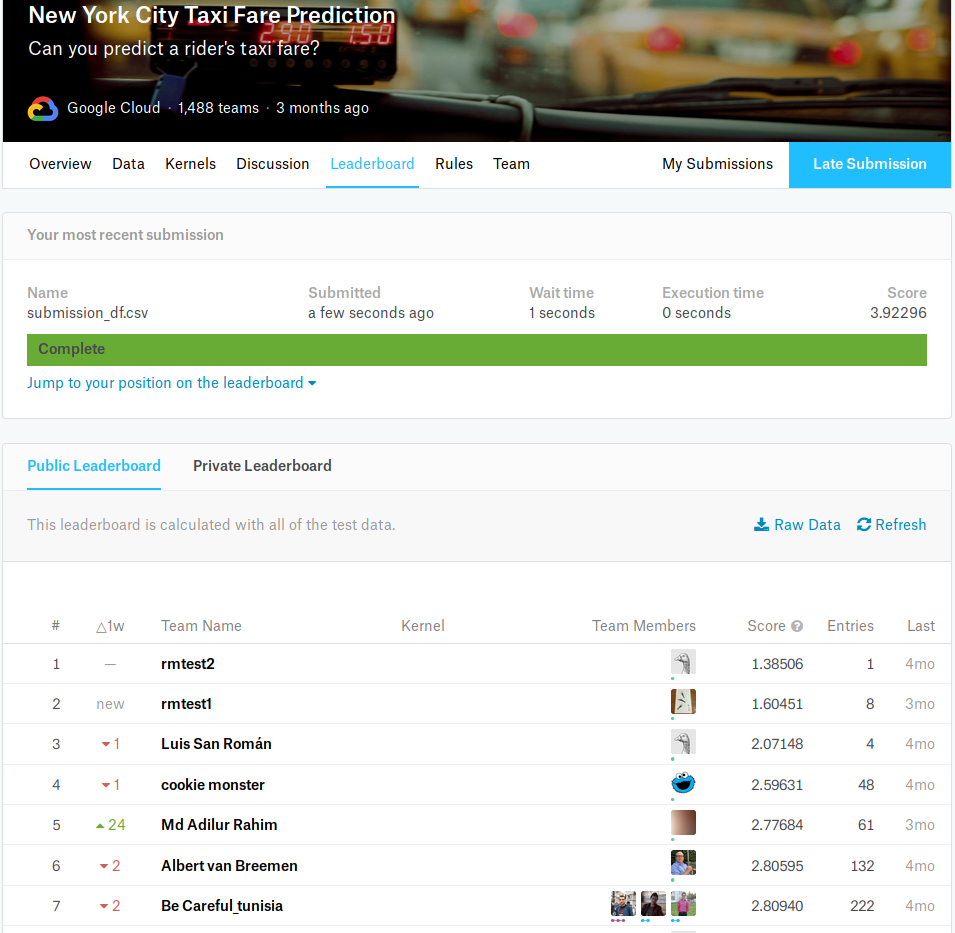 New York City Taxi Fare Prediction
2.90 1.50
Can you predict a rider's taxi fare?
Google Cloud · 1,488 teams · 3 months ago
Overview Data Kernels Discussion Leaderboard Rules Team My Submissions Late Submission
Your most recent submission
Name Submitted Wait time Execution time Score
submission_df.csv a few seconds ago 1 seconds 0 seconds 3.92296
Complete
Jump to your position on the leaderboard
Public Leaderboard Private Leaderboard
This leaderboard is calculated with all of the test data. Raw Data Refresh
# △1w Team Name Kernel Team Members Score ? Entries Last
1 — rmtest2 1.38506 1 4mo
2 new rmtest1 1.60451 8 3mo
3 1 Luis San Román 2.07148 4 4mo
4 1 cookie monster 2.59631 48 4mo
5 24 Md Adilur Rahim 2.77684 61 3mo
6 2 Albert van Breemen 2.80595 132 4mo
7 2 Be Careful_tunisia 2.80940 222 4mo